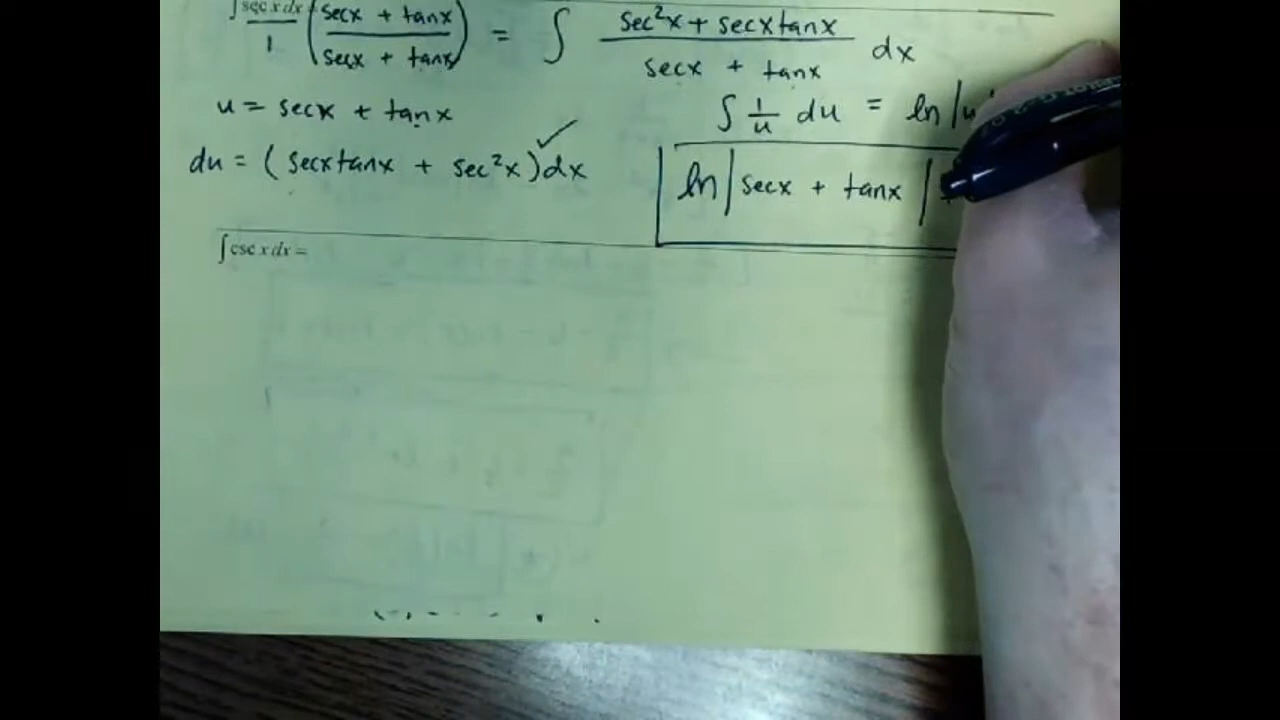 ∫sec x dx/1 (secx + tanx / secx + tanx) = ∫ sec²x + secxtanx / secx + tanx dx
u = secx + tanx
∫ 1/u du = ln|u|
du = (secxtanx + sec²x)dx ✓
ln|secx + tanx| +
∫csc x dx =